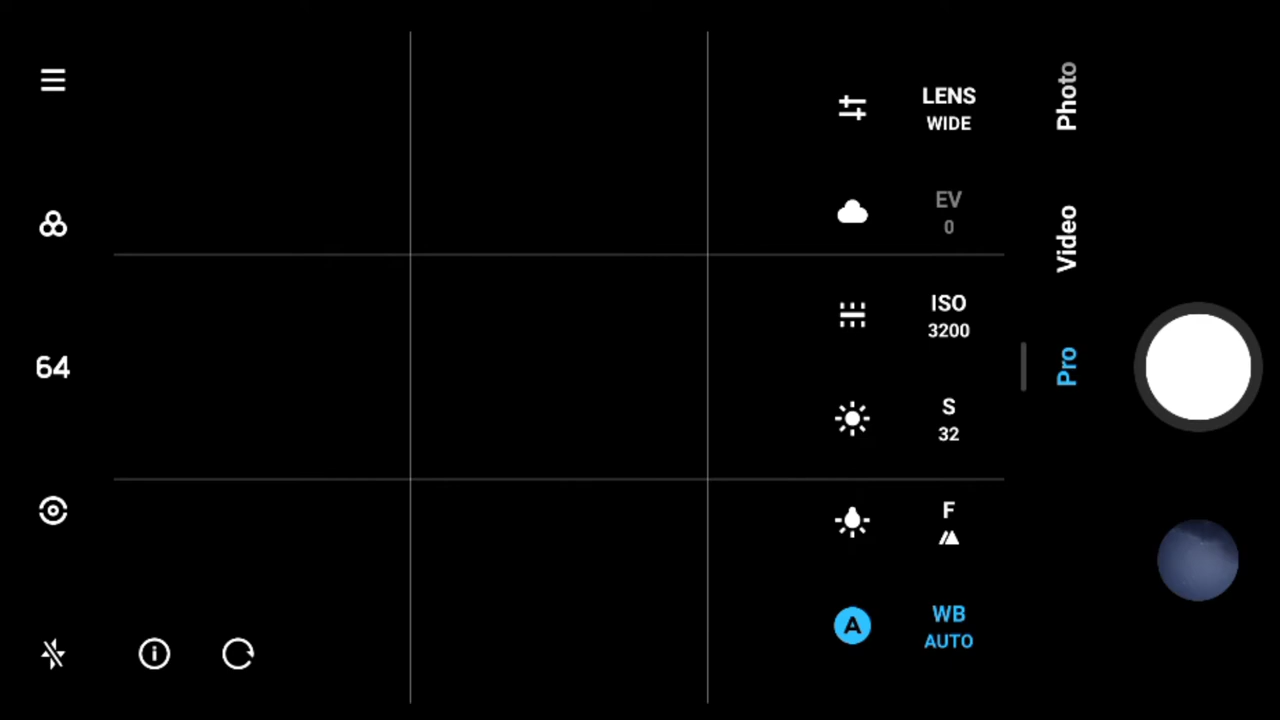 LENS
WIDE
EV
0
ISO
3200
S
32
F
WB
AUTO
A
64
Photo
Video
Pro